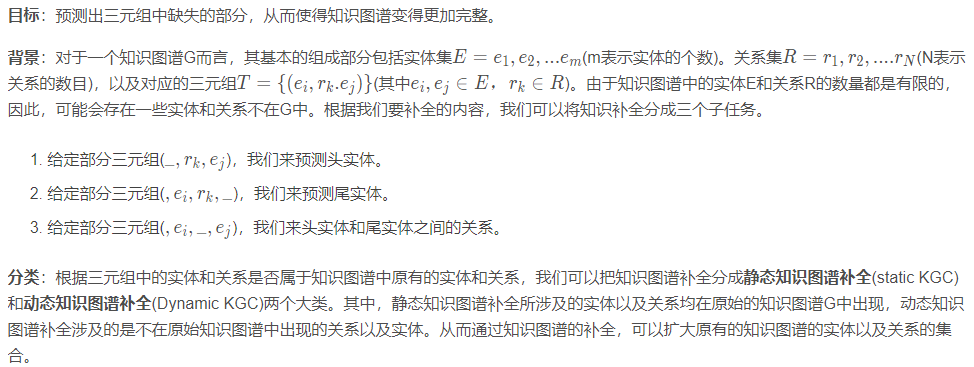 目标：预测出三元组中缺失的部分，从而使得知识图谱变得更加完整。
背景：对于一个知识图谱G而言，其基本的组成部分包括实体集$E = e_1, e_2, ...e_m$(m表示实体的个数)。关系集$R = r_1, r_2, ....r_N$(N表示
关系的数目)，以及对应的三元组$T = \{(e_i, r_k.e_j)\}$(其中$e_i, e_j \in E，r_k \in R$)。由于知识图谱中的实体E和关系R的数量都是有限的，
因此，可能会存在一些实体和关系不在G中。根据我们要补全的内容，我们可以将知识补全分成三个子任务。
1. 给定部分三元组($\_, r_k, e_j$)，我们来预测头实体。
2. 给定部分三元组($, e_i, r_k, \_$)，我们来预测尾实体。
3. 给定部分三元组($, e_i, \_, e_j$)，我们来头实体和尾实体之间的关系。
分类：根据三元组中的实体和关系是否属于知识图谱中原有的实体和关系，我们可以把知识图谱补全分成静态知识图谱补全(static KGC)
和动态知识图谱补全(Dynamic KGC)两个大类。其中，静态知识图谱补全所涉及的实体以及关系均在原始的知识图谱G中出现，动态知识
图谱补全涉及的是不在原始知识图谱中出现的关系以及实体。从而通过知识图谱的补全，可以扩大原有的知识图谱的实体以及关系的集
合。